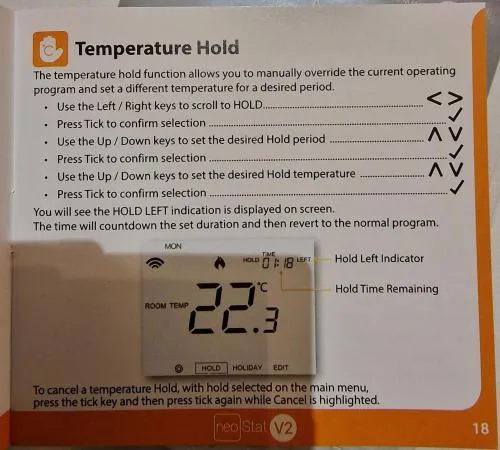 °C
Temperature Hold
The temperature hold function allows you to manually override the current operating
program and set a different temperature for a desired period.
• Use the Left / Right keys to scroll to HOLD < >
• Press Tick to confirm selection ✓
• Use the Up / Down keys to set the desired Hold period ∧ ∨
• Press Tick to confirm selection ✓
• Use the Up / Down keys to set the desired Hold temperature ∧ ∨
• Press Tick to confirm selection ✓
You will see the HOLD LEFT indication is displayed on screen.
The time will countdown the set duration and then revert to the normal program.
MON
TIME
HOLD 01:18 LEFT
Hold Left Indicator
Hold Time Remaining
ROOM TEMP 22.3 °C
HOLD HOLIDAY EDIT
To cancel a temperature Hold, with hold selected on the main menu,
press the tick key and then press tick again while Cancel is highlighted.
neoStat V2
18